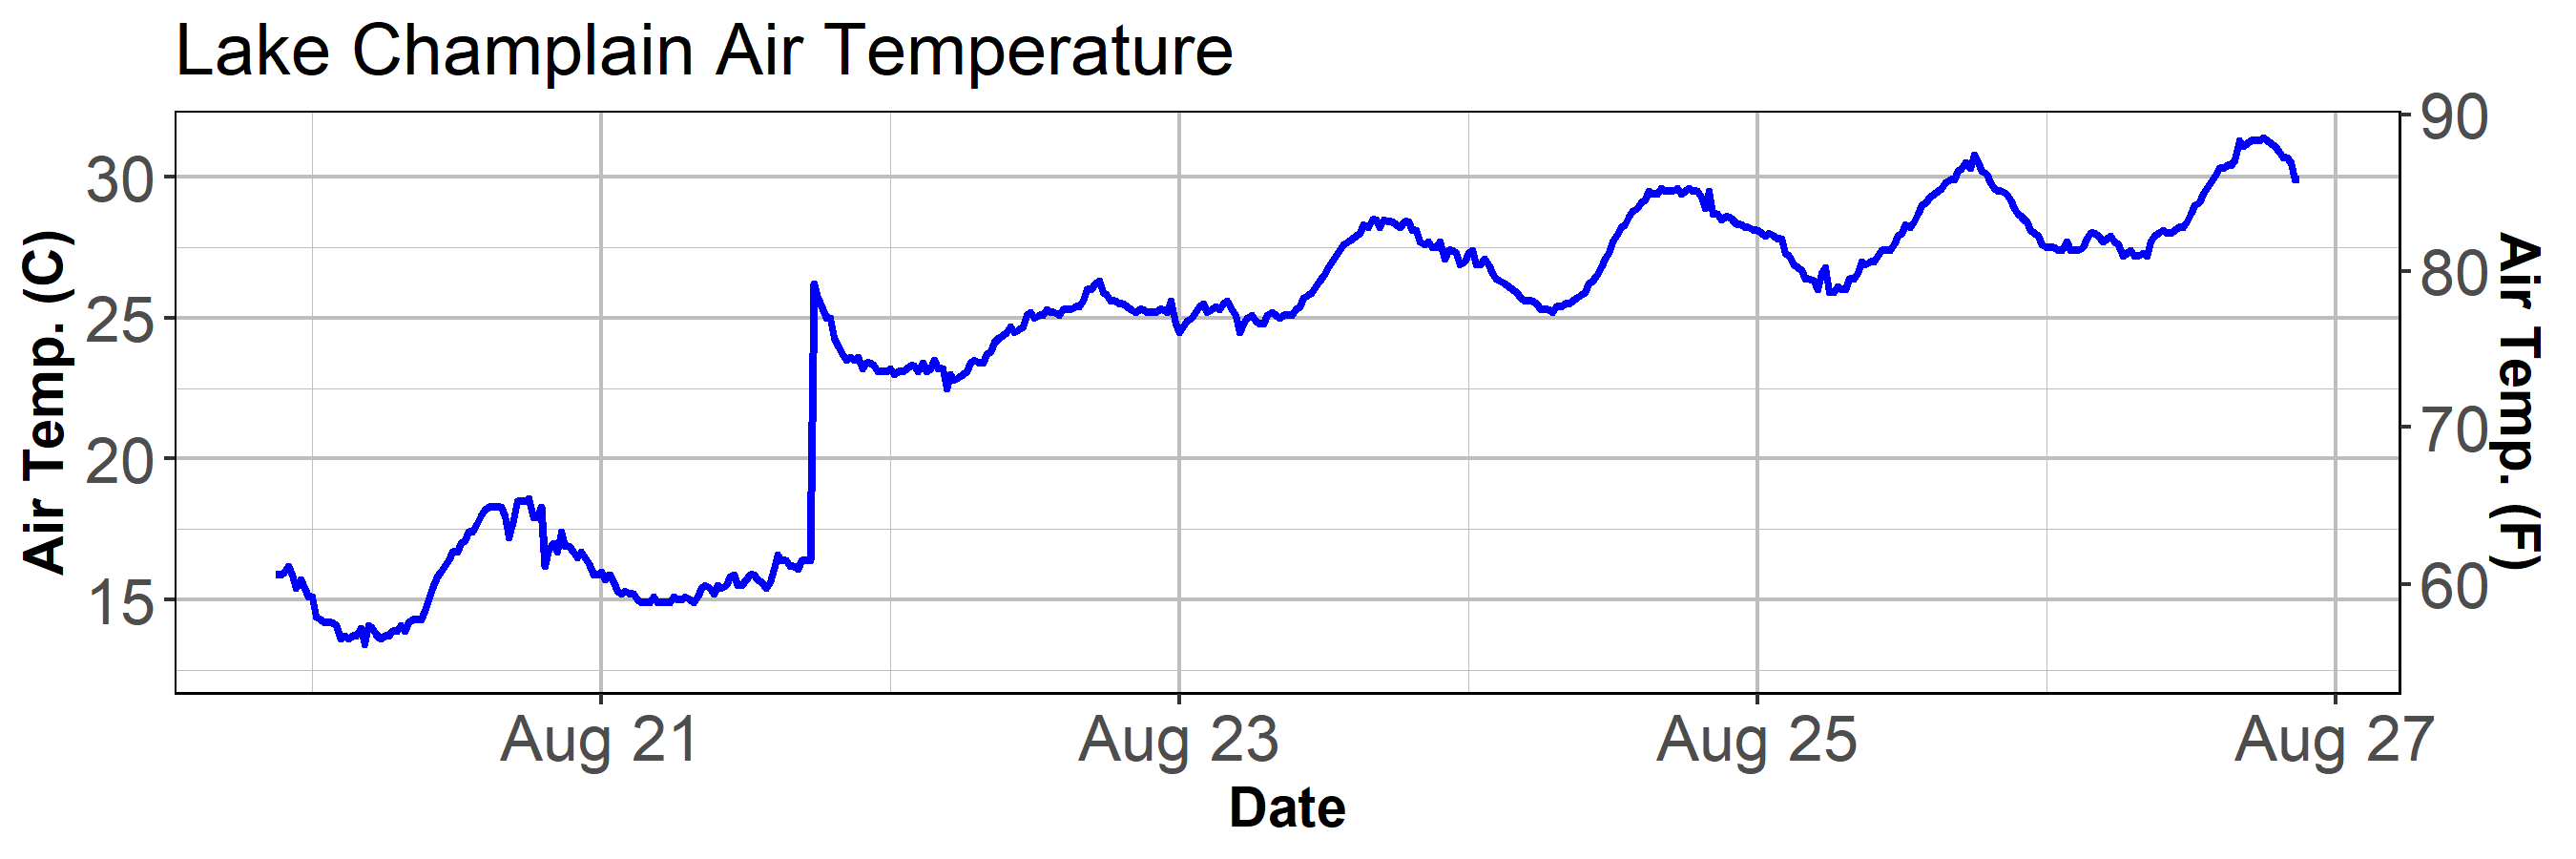 Lake Champlain Air Temperature
Air Temp. (C)
30
25
20
15
90
80
70
60
Air Temp. (F)
Aug 21
Aug 23
Aug 25
Aug 27
Date